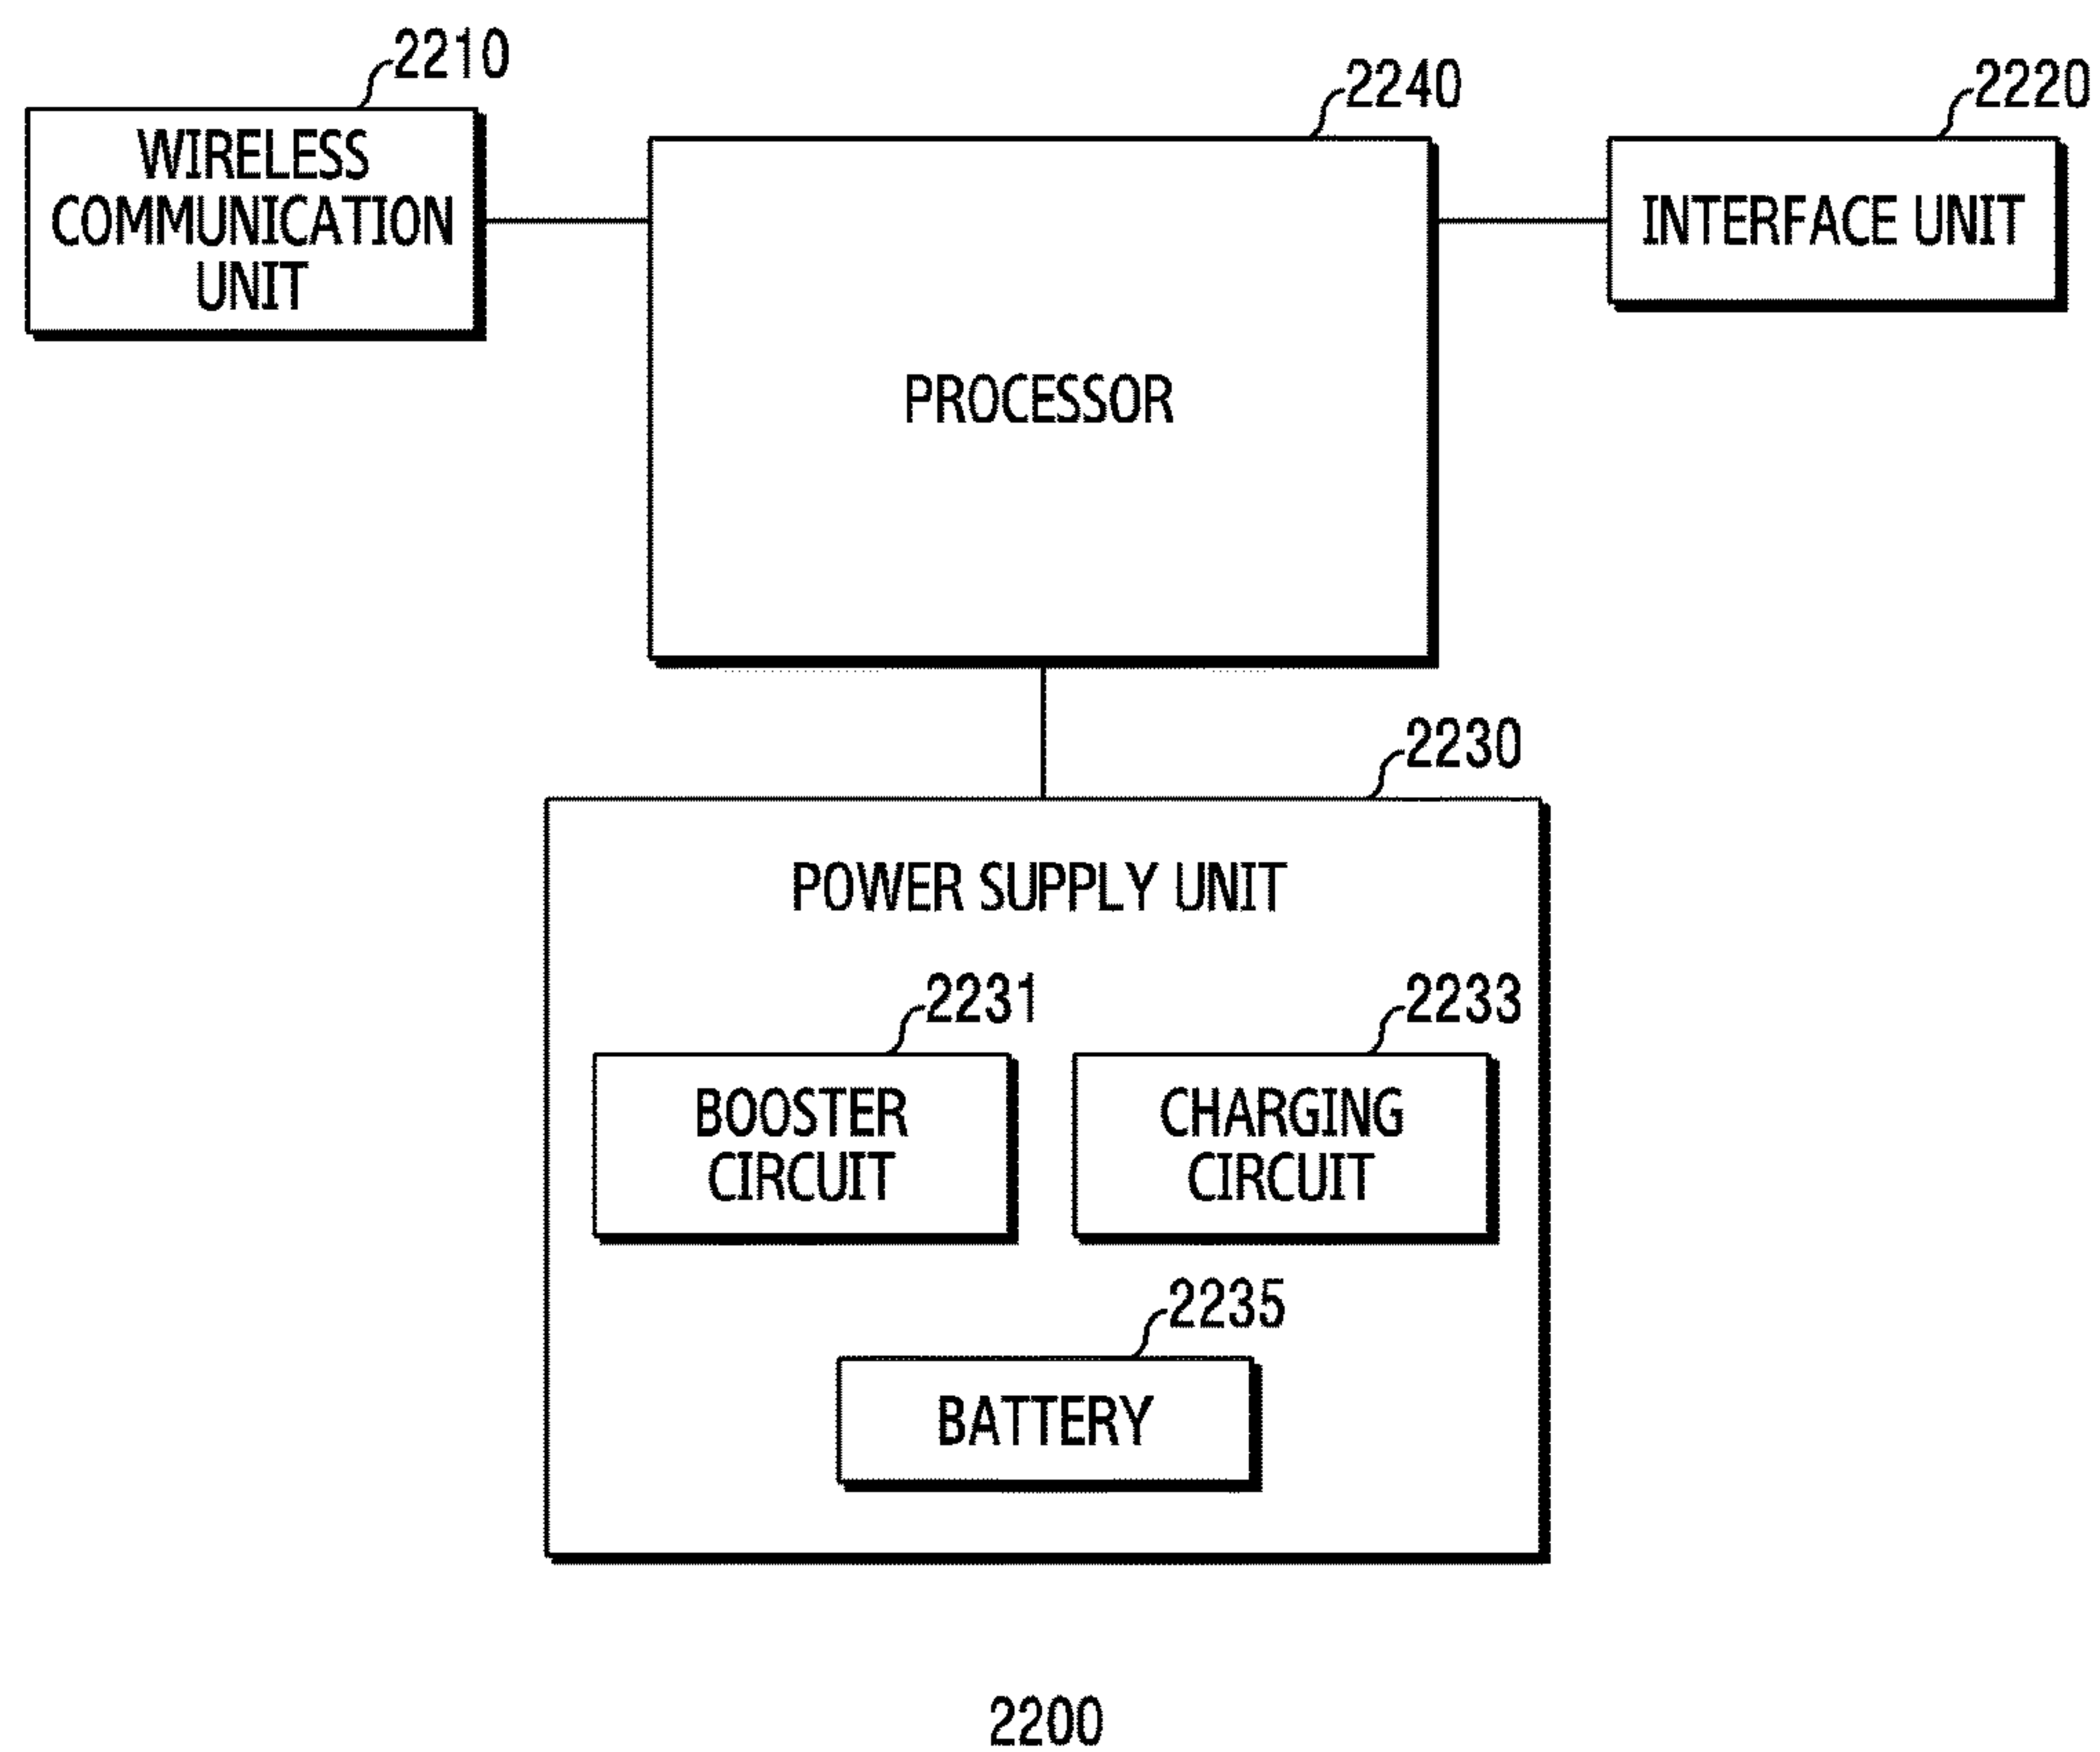 2210
WIRELESS
COMMUNICATION
UNIT
2240
PROCESSOR
2220
INTERFACE UNIT
2230
POWER SUPPLY UNIT
2231
BOOSTER
CIRCUIT
2233
CHARGING
CIRCUIT
2235
BATTERY
2200